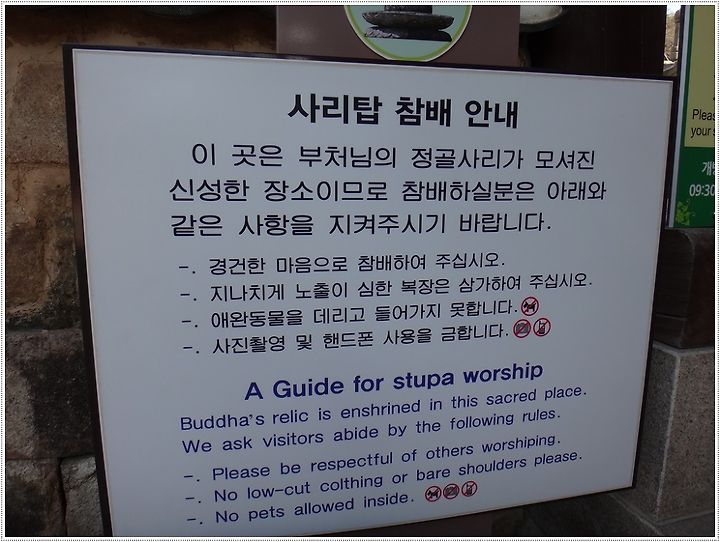 사리탑 참배 안내
이 곳은 부처님의 정골사리가 모셔진
신성한 장소이므로 참배하실분은 아래와
같은 사항을 지켜주시기 바랍니다.
-. 경건한 마음으로 참배하여 주십시오.
-. 지나치게 노출이 심한 복장은 삼가하여 주십시오.
-. 애완동물을 데리고 들어가지 못합니다.
-. 사진촬영 및 핸드폰 사용을 금합니다.
A Guide for stupa worship
Buddha's relic is enshrined in this sacred place.
We ask visitors abide by the following rules.
-. Please be respectful of others worshiping.
-. No low-cut colthing or bare shoulders please.
-. No pets allowed inside.
Pleas
your s
09:30